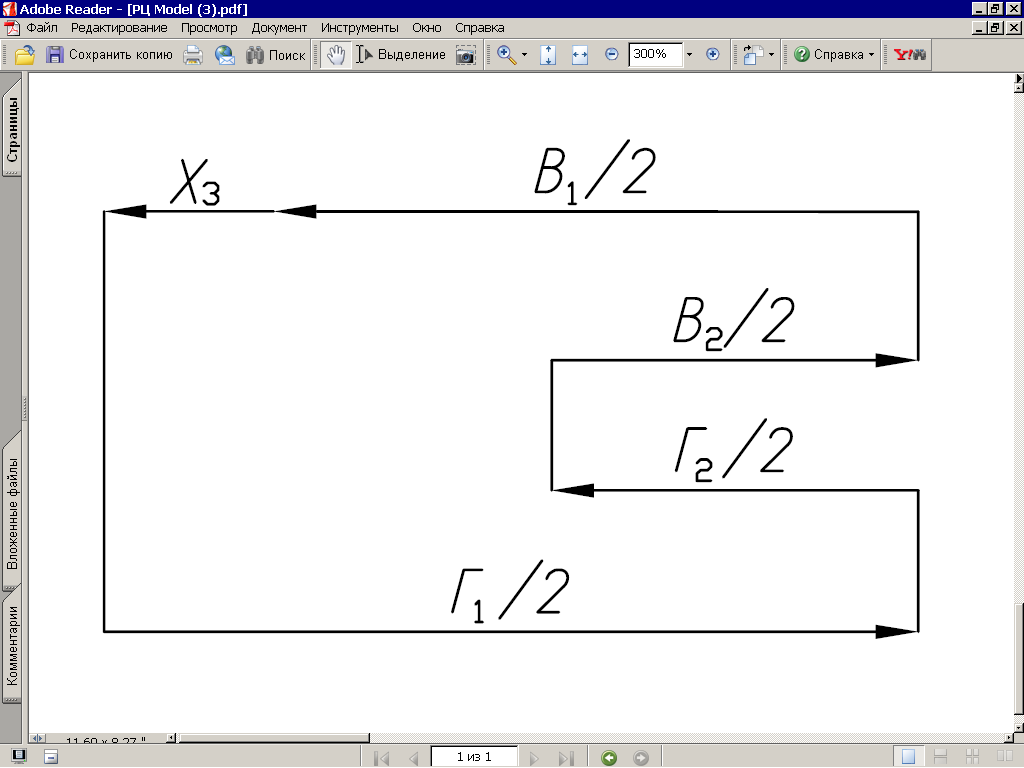 Adobe Reader - [РЦ Model (3).pdf]
Файл Редактирование Просмотр Документ Инструменты Окно Справка
Сохранить копию Поиск Выделение 300% Справка Y!
Страницы
X3
B1/2
B2/2
Г2/2
Г1/2
Вложенные файлы
Комментарии
1 из 1